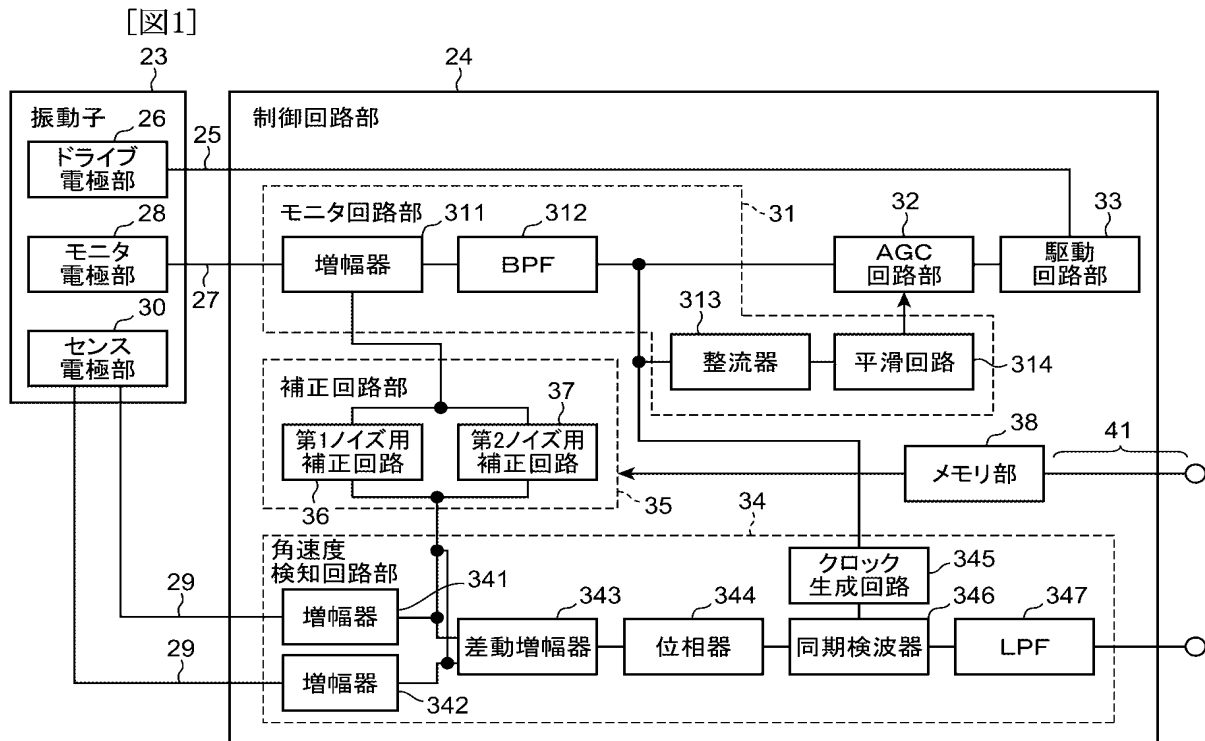 [図1]
23
24
振動子
制御回路部
26
25
ドライブ
電極部
モニタ回路部
31
28
311
312
32
33
モニタ
電極部
27
増幅器
BPF
AGC
回路部
駆動
回路部
30
センス
電極部
313
整流器
平滑回路
314
補正回路部
37
第1ノイズ用
補正回路
第2ノイズ用
補正回路
38
41
メモリ部
36
35
34
角速度
検知回路部
クロック
生成回路
345
29
341
343
344
346
347
増幅器
差動増幅器
位相器
同期検波器
LPF
29
増幅器
342